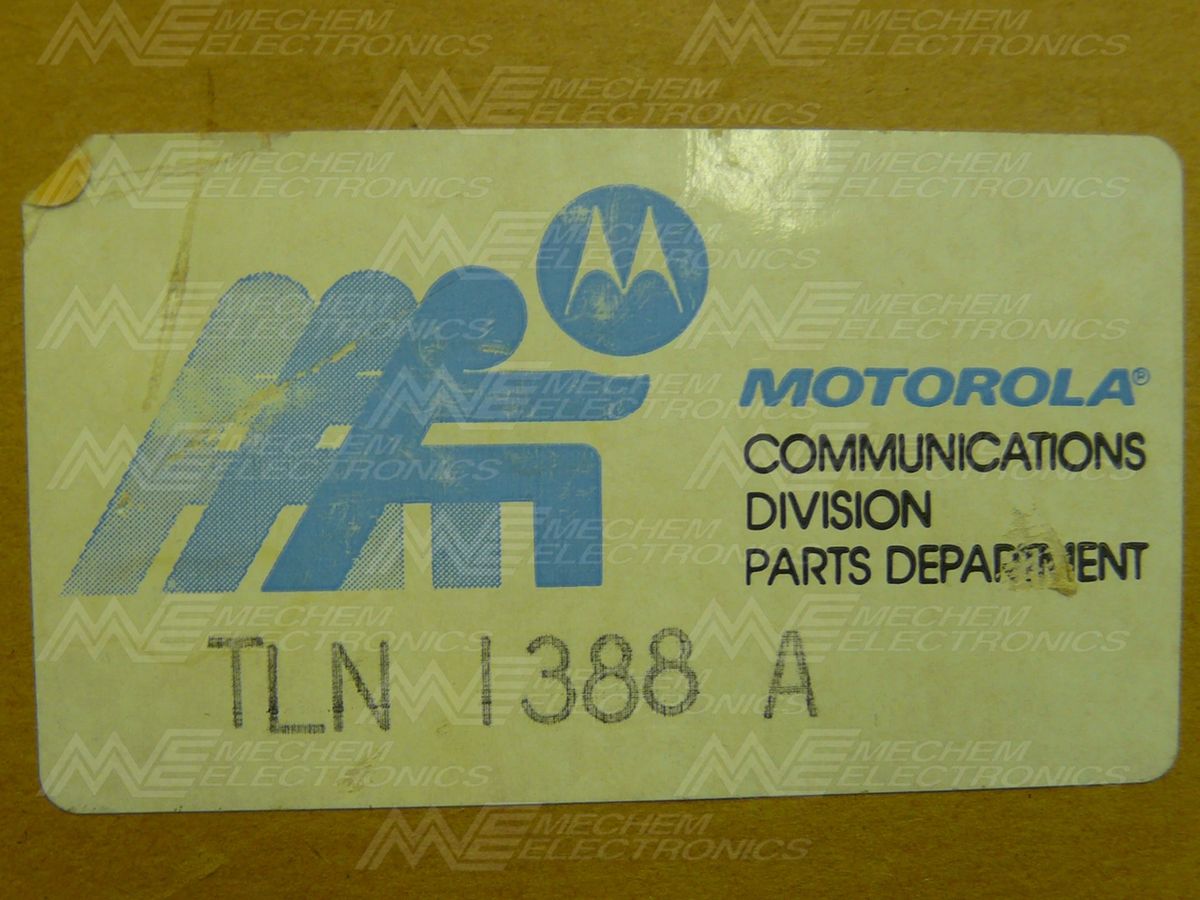 MECHEM ELECTRONICS
MOTOROLA®
COMMUNICATIONS
DIVISION
PARTS DEPARTMENT
TLN 1388 A